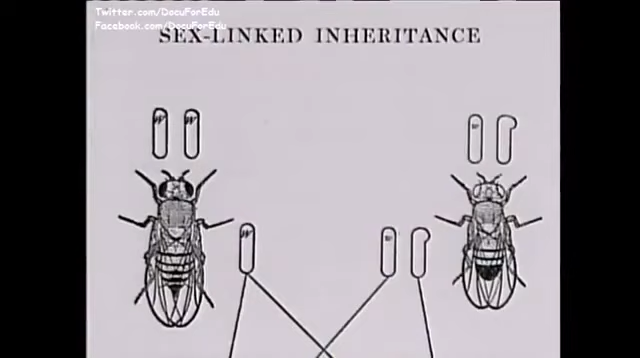 Twitter.com/DocuForEdu
Facebook.com/DocuForEdu
SEX-LINKED INHERITANCE
W W
w
W
w